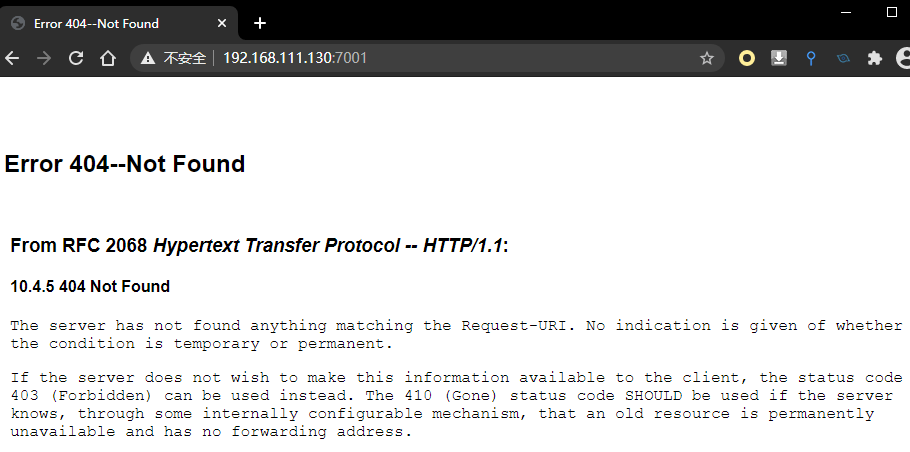 Error 404--Not Found
不安全 192.168.111.130:7001
Error 404--Not Found
From RFC 2068 Hypertext Transfer Protocol -- HTTP/1.1:
10.4.5 404 Not Found
The server has not found anything matching the Request-URI. No indication is given of whether
the condition is temporary or permanent.
If the server does not wish to make this information available to the client, the status code
403 (Forbidden) can be used instead. The 410 (Gone) status code SHOULD be used if the server
knows, through some internally configurable mechanism, that an old resource is permanently
unavailable and has no forwarding address.